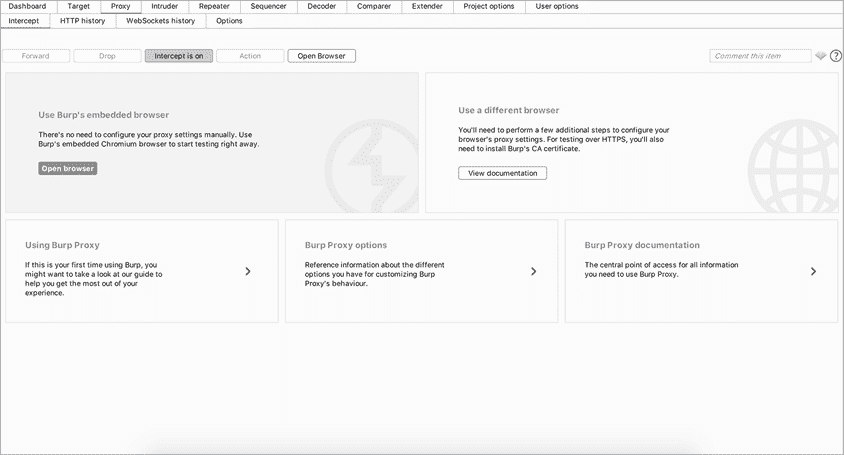 Dashboard Target Proxy Intruder Repeater Sequencer Decoder Comparer Extender Project options User options
Intercept HTTP history WebSockets history Options
Forward Drop Intercept is on Action Open Browser Comment this item ?
Use Burp's embedded browser
There's no need to configure your proxy settings manually. Use
Burp's embedded Chromium browser to start testing right away.
Open browser
Use a different browser
You'll need to perform a few additional steps to configure your
browser's proxy settings. For testing over HTTPS, you'll also
need to install Burp's CA certificate.
View documentation
Using Burp Proxy
If this is your first time using Burp, you
might want to take a look at our guide to
help you get the most out of your
experience.
Burp Proxy options
Reference information about the different
options you have for customizing Burp
Proxy's behaviour.
Burp Proxy documentation
The central point of access for all information
you need to use Burp Proxy.